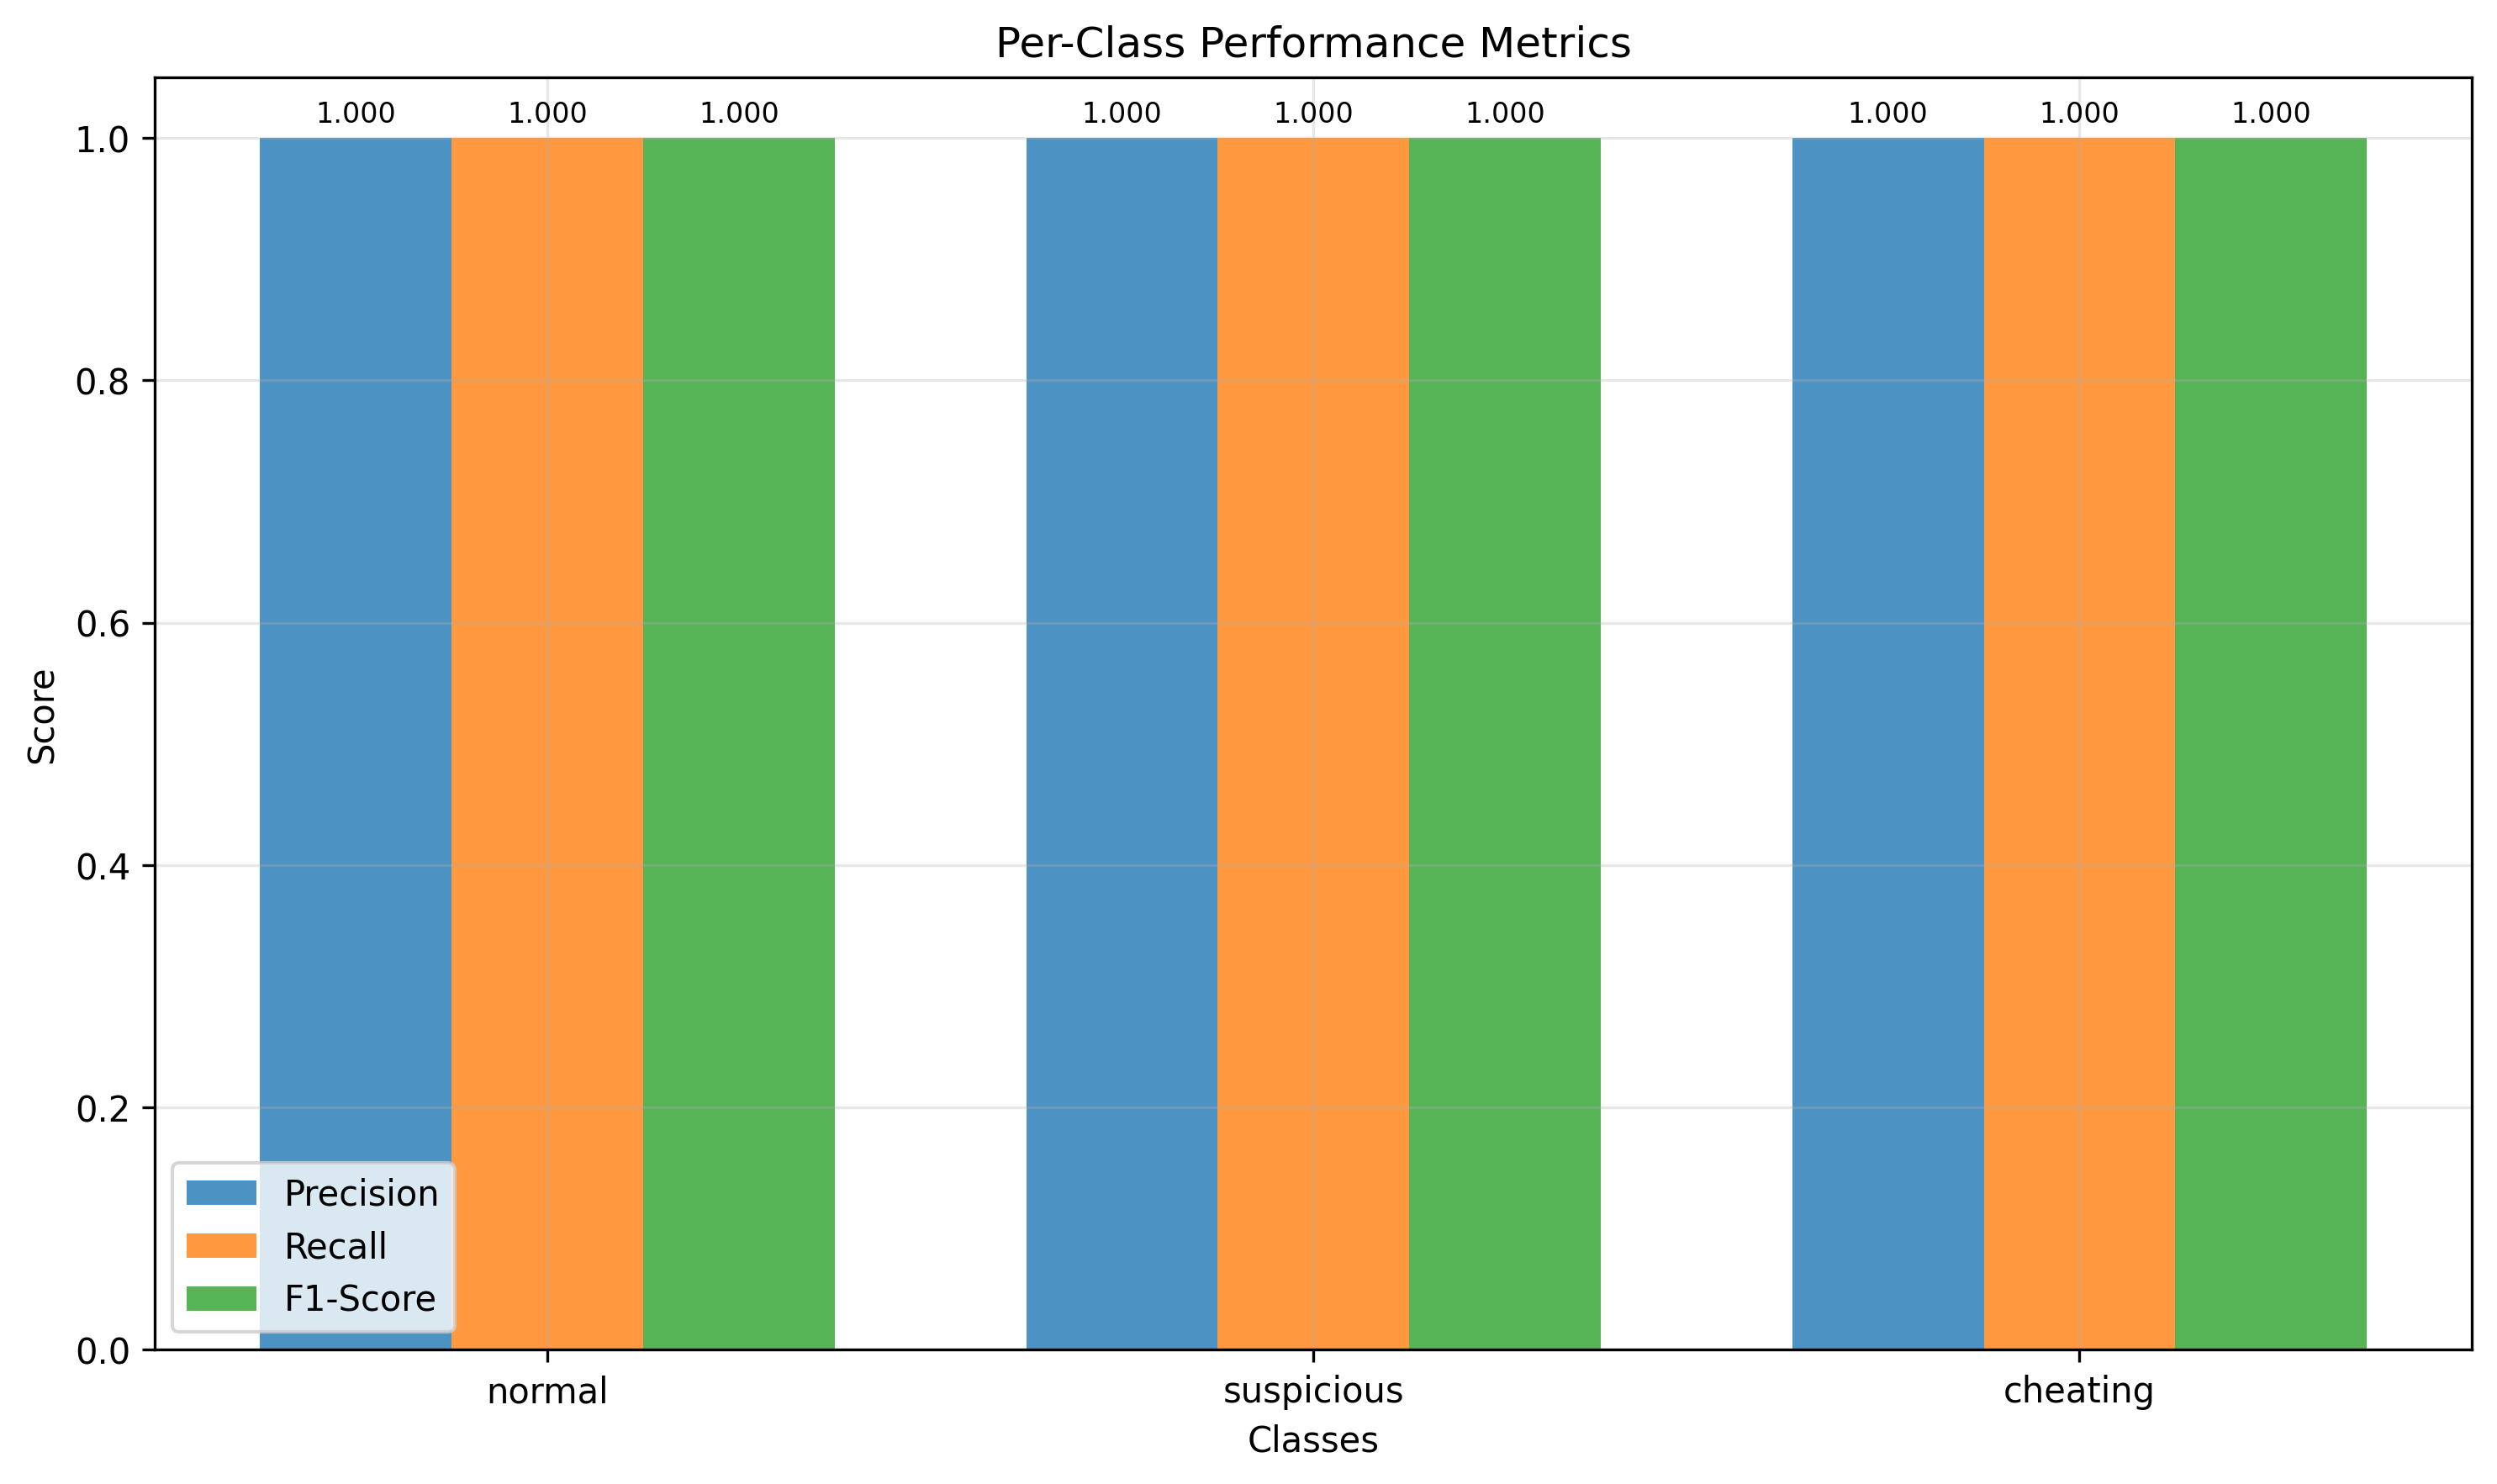 Per-Class Performance Metrics
1.000 1.000 1.000 1.000 1.000 1.000 1.000 1.000 1.000
1.0
0.8
0.6
0.4
0.2
0.0
Score
Precision
Recall
F1-Score
normal suspicious cheating
Classes